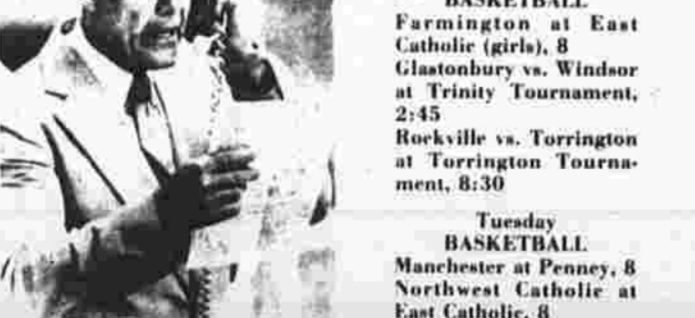 BASKETBALL
Farmington at East
Catholic (girls), 8
Glastonbury vs. Windsor
at Trinity Tournament,
2:45
Rockville vs. Torrington
at Torrington Tourna-
ment, 8:30
Tuesday
BASKETBALL
Manchester at Penney, 8
Northwest Catholic at
East Catholic, 8